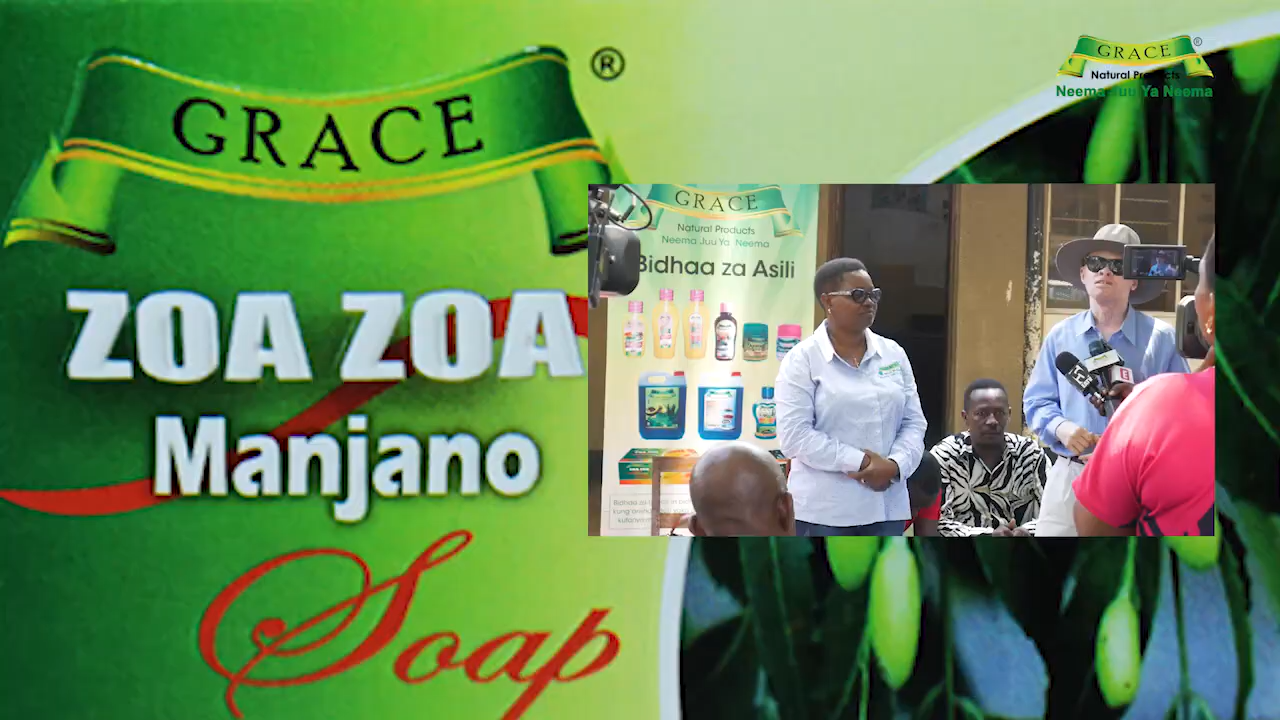 GRACE
®
ZOA ZOA
Manjano
Soap
GRACE
®
Natural Products
Neema Juu Ya Neema
GRACE
Natural Products
Neema Juu Ya Neema
Bidhaa za Asili
E